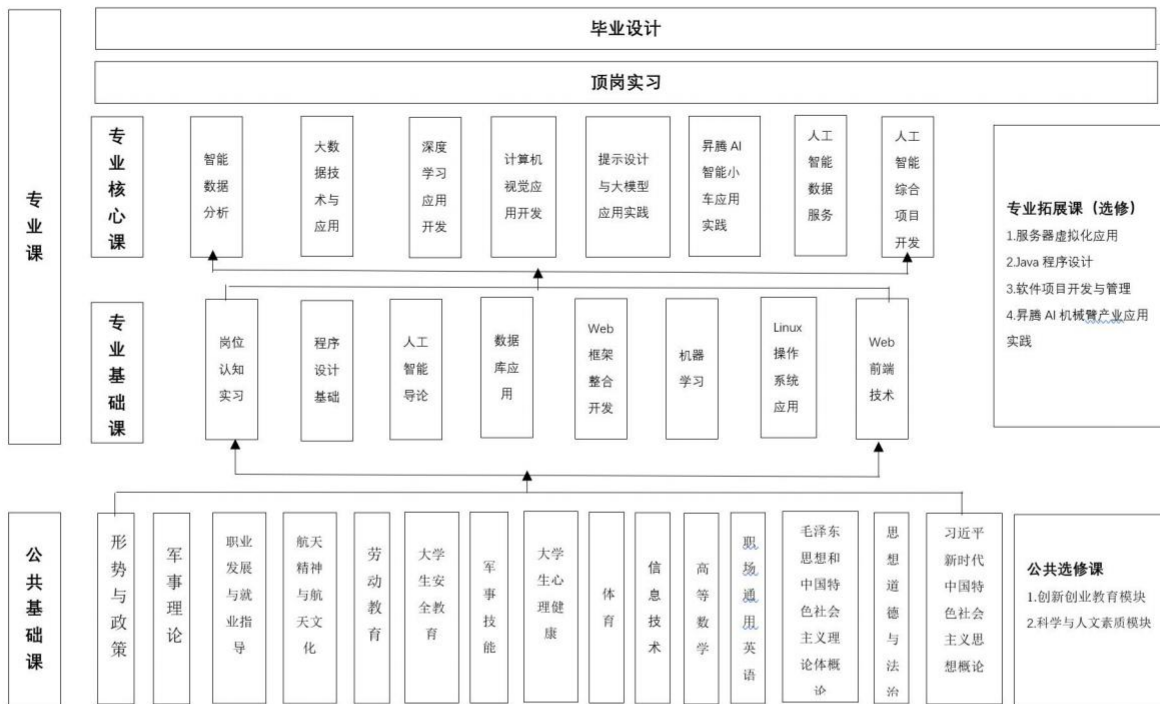 毕业设计
顶岗实习
专业课
专业核心课
智能
数据
分析
大数
据技
术与
应用
深度
学习
应用
开发
计算机
视觉应
用开发
提示设计
与大模型
应用实践
昇腾 AI
智能小
车应用
实践
人工
智能
数据
服务
人工
智能
综合
项目
开发
专业拓展课（选修）
1.服务器虚拟化应用
2.Java 程序设计
3.软件项目开发与管理
4.昇腾 AI 机械臂产业应用
实践
专业基础课
岗位
认知
实习
程序
设计
基础
人工
智能
导论
数据
库应
用
Web
框架
整合
开发
机器
学习
Linux
操作
系统
应用
Web
前端
技术
公共基础课
形势与政策
军事理论
职业
发展
与就
业指
导
航天
精神
与航
天文
化
劳动教育
大学
生安
全教
育
军事技能
大学
生心
理健
康
体育
信息技术
高等数学
职场通用英语
毛泽东
思想和
中国特
色社会
主义理
论体概
论
思想道德与法治
习近平
新时代
中国特
色社会
主义思
想概论
公共选修课
1.创新创业教育模块
2.科学与人文素质模块